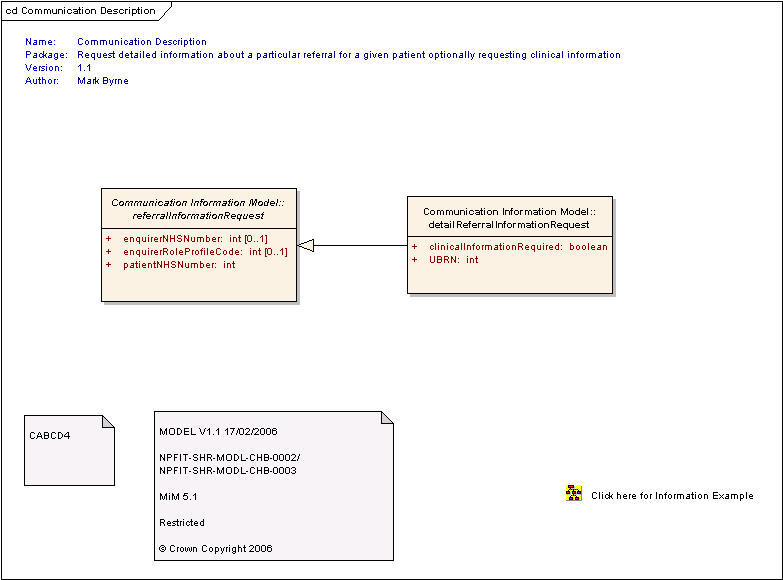 cd Communication Description
Name: Communication Description
Package: Request detailed information about a particular referral for a given patient optionally requesting clinical information
Version: 1.1
Author: Mark Byrne
Communication Information Model::
referralInformationRequest
+ enquirerNHSNumber: int [0..1]
+ enquirerRoleProfileCode: int [0..1]
+ patientNHSNumber: int
Communication Information Model::
detailReferralInformationRequest
+ clinicalInformationRequired: boolean
+ UBRN: int
CABCD4
MODEL V1.1 17/02/2006
NPFIT-SHR-MODL-CHB-0002/
NPFIT-SHR-MODL-CHB-0003
MiM 5.1
Restricted
© Crown Copyright 2006
Click here for Information Example